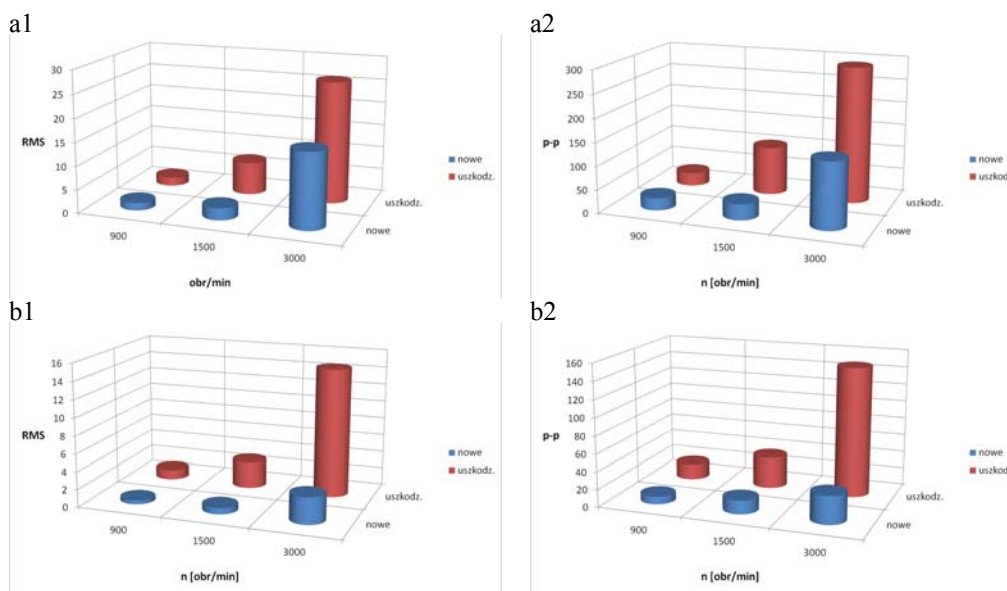 a1
30
25
20
15
10
5
0
RMS
900
1500
3000
obr/min
uszkodz.
nowe
nowe
uszkodz.
a2
300
250
200
150
100
50
0
p-p
900
1500
3000
n [obr/min]
uszkodz.
nowe
nowe
uszkodz
b1
16
14
12
10
8
6
4
2
0
RMS
900
1500
3000
n [obr/min]
uszkodz.
nowe
nowe
uszkodz.
b2
160
140
120
100
80
60
40
20
0
p-p
900
1500
3000
n [obr/min]
uszkodz.
nowe
nowe
uszkodz